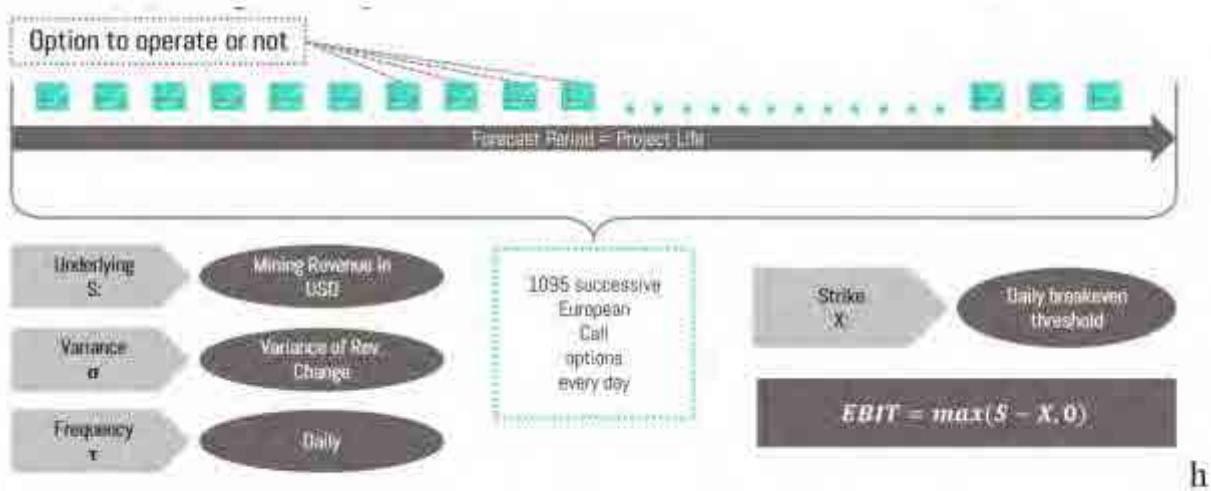 Option to operate or not
Forecast Period = Project Life
Underlying
S:
Mining Revenue in
USD
1095 successive
European
Call
options
every day
Strike
X:
Daily breakeven
threshold
Variance
σ
Variance of Rev
Change
EBIT = max(S − X, 0)
Frequency
τ
Daily
h